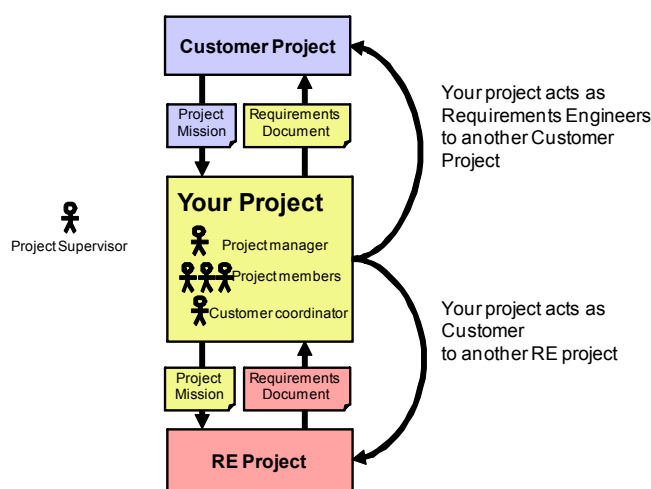 Customer Project
Project
Mission
Requirements
Document
Your project acts as
Requirements Engineers
to another Customer
Project
Your Project
Project manager
Project members
Customer coordinator
Project Supervisor
Your project acts as
Customer
to another RE project
Project
Mission
Requirements
Document
RE Project